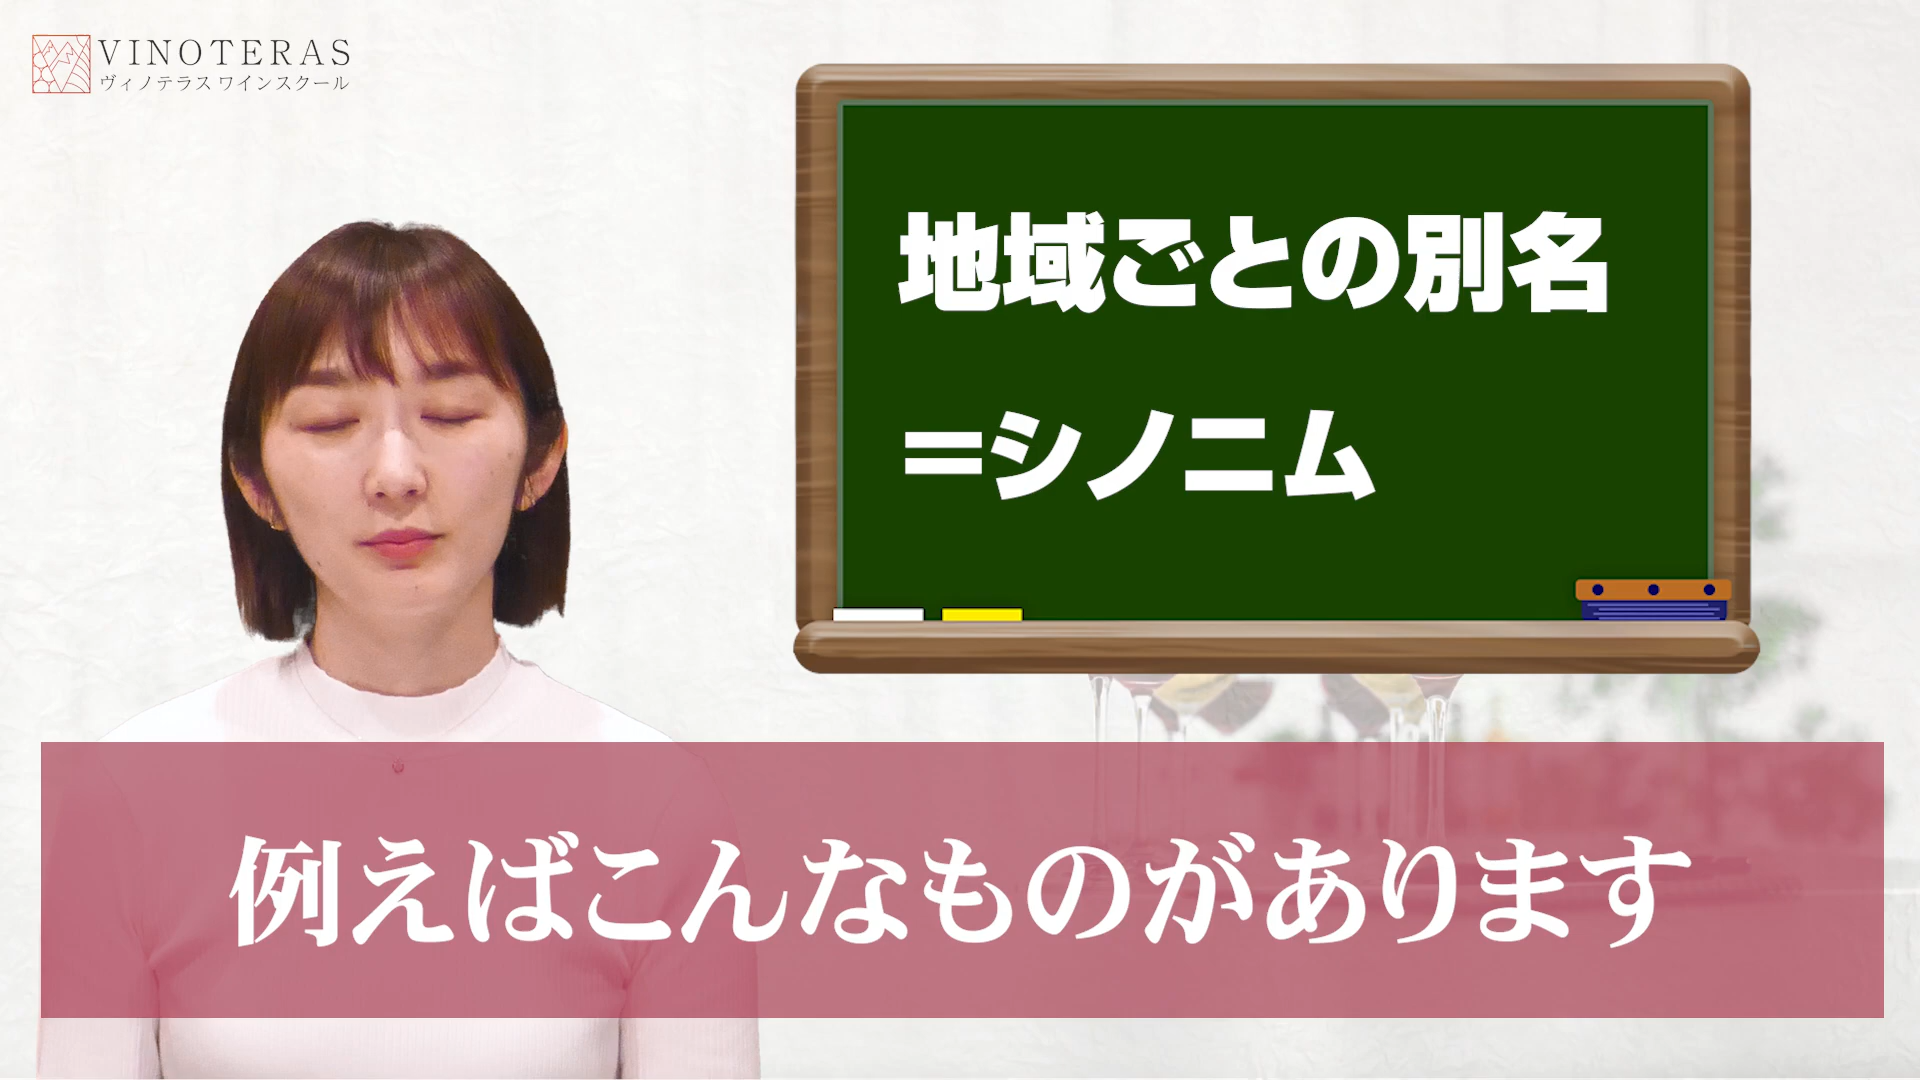 VINOTERAS
ヴィノテラス ワインスクール
地域ごとの別名
=シノニム
例えばこんなものがあります